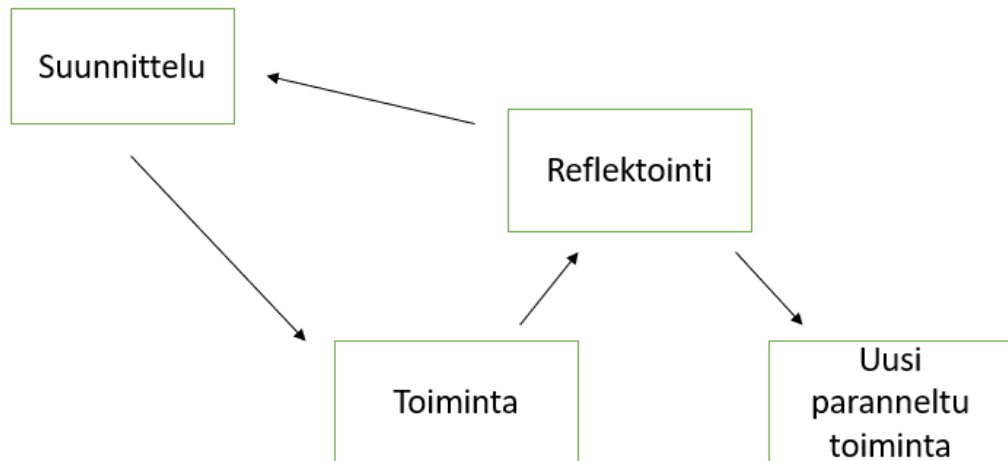 Suunnittelu
Reflektointi
Toiminta
Uusi
paranneltu
toiminta